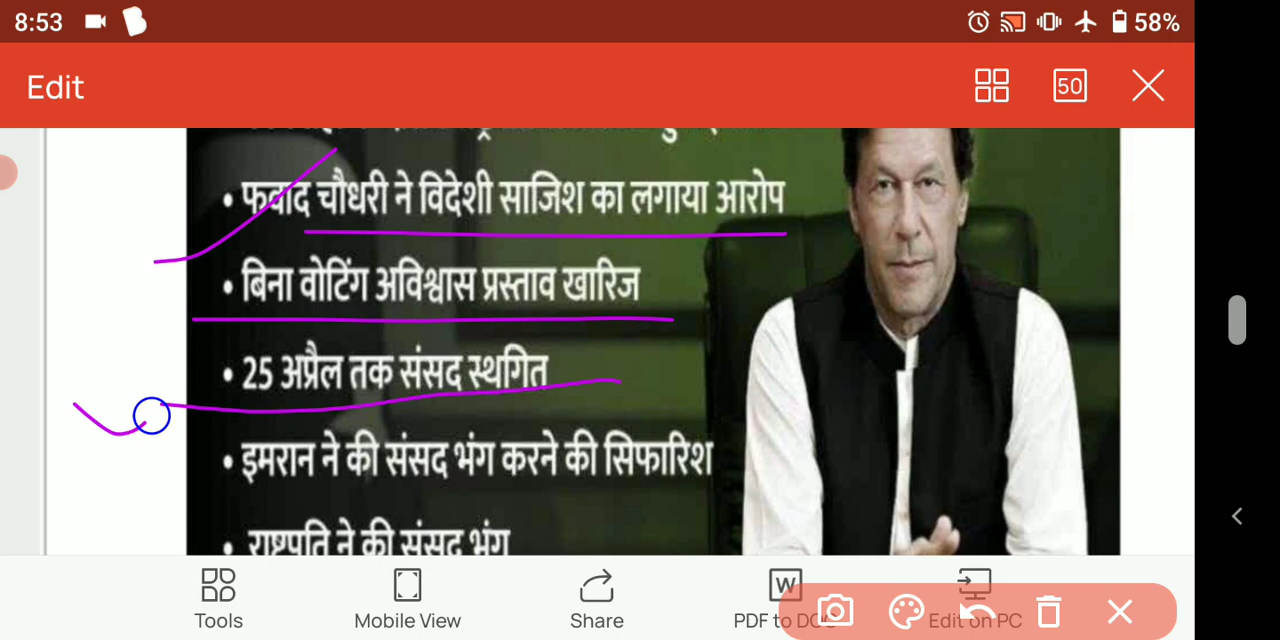 8:53
58%
Edit
50
• फवाद चौधरी ने विदेशी साजिश का लगाया आरोप
• बिना वोटिंग अविश्वास प्रस्ताव खारिज
• 25 अप्रैल तक संसद स्थगित
• इमरान ने की संसद भंग करने की सिफारिश
• राष्ट्रपति ने की संसद भंग
W
Tools
Mobile View
Share
PDF to DOC
Edit on PC